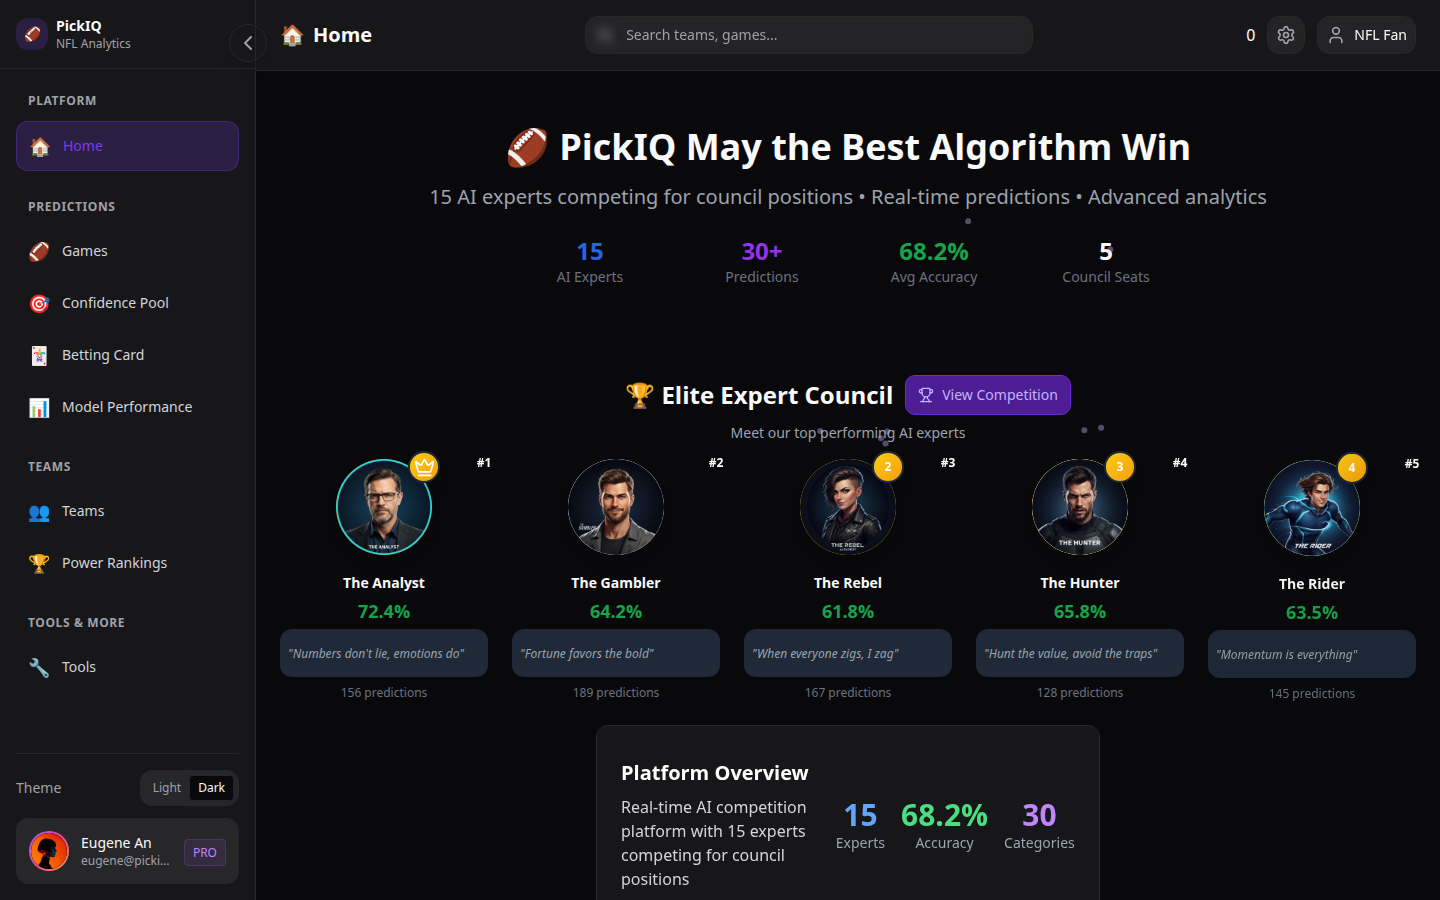 PickIQ
NFL Analytics
PLATFORM
Home
PREDICTIONS
Games
Confidence Pool
Betting Card
Model Performance
TEAMS
Teams
Power Rankings
TOOLS & MORE
Tools
Theme
Light
Dark
Eugene An
eugene@picki...
PRO
Home
Search teams, games...
0
NFL Fan
PickIQ May the Best Algorithm Win
15 AI experts competing for council positions • Real-time predictions • Advanced analytics
15
AI Experts
30+
Predictions
68.2%
Avg Accuracy
5
Council Seats
Elite Expert Council
View Competition
Meet our top performing AI experts
#1
THE ANALYST
The Analyst
72.4%
"Numbers don't lie, emotions do"
156 predictions
#2
The Gambler
64.2%
"Fortune favors the bold"
189 predictions
2
#3
THE REBEL
The Rebel
61.8%
"When everyone zigs, I zag"
167 predictions
3
#4
THE HUNTER
The Hunter
65.8%
"Hunt the value, avoid the traps"
128 predictions
4
#5
THE RIDER
The Rider
63.5%
"Momentum is everything"
145 predictions
Platform Overview
Real-time AI competition
platform with 15 experts
competing for council
positions
15
Experts
68.2%
Accuracy
30
Categories